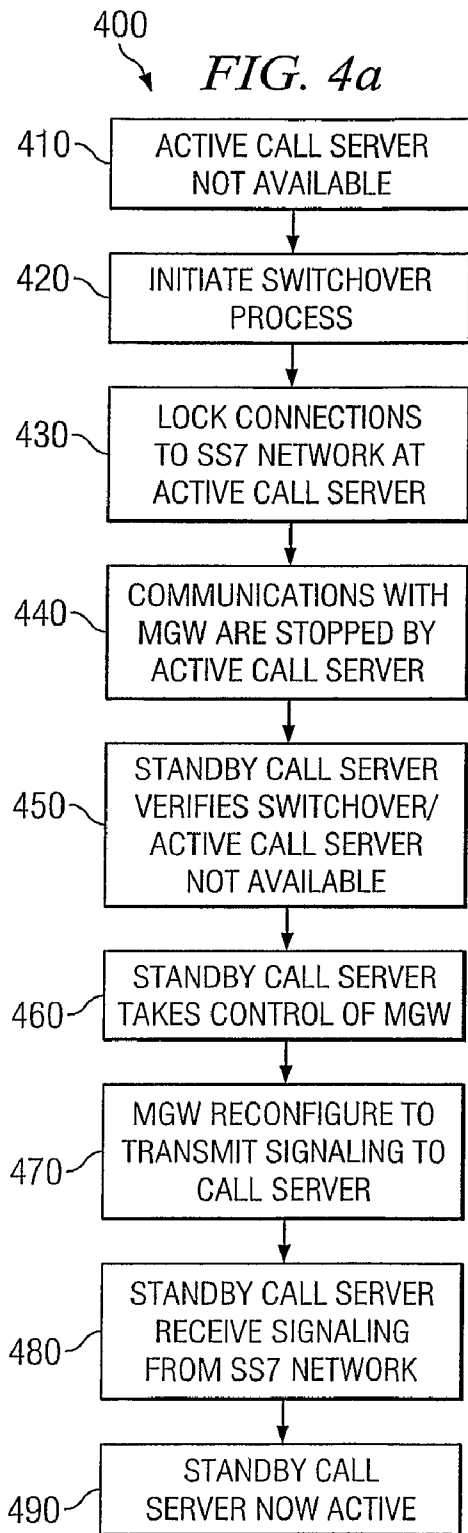 400
FIG. 4a
410
ACTIVE CALL SERVER
NOT AVAILABLE
420
INITIATE SWITCHOVER
PROCESS
430
LOCK CONNECTIONS
TO SS7 NETWORK AT
ACTIVE CALL SERVER
440
COMMUNICATIONS WITH
MGW ARE STOPPED BY
ACTIVE CALL SERVER
450
STANDBY CALL SERVER
VERIFIES SWITCHOVER/
ACTIVE CALL SERVER
NOT AVAILABLE
460
STANDBY CALL SERVER
TAKES CONTROL OF MGW
470
MGW RECONFIGURE TO
TRANSMIT SIGNALING TO
CALL SERVER
480
STANDBY CALL SERVER
RECEIVE SIGNALING
FROM SS7 NETWORK
490
STANDBY CALL
SERVER NOW ACTIVE